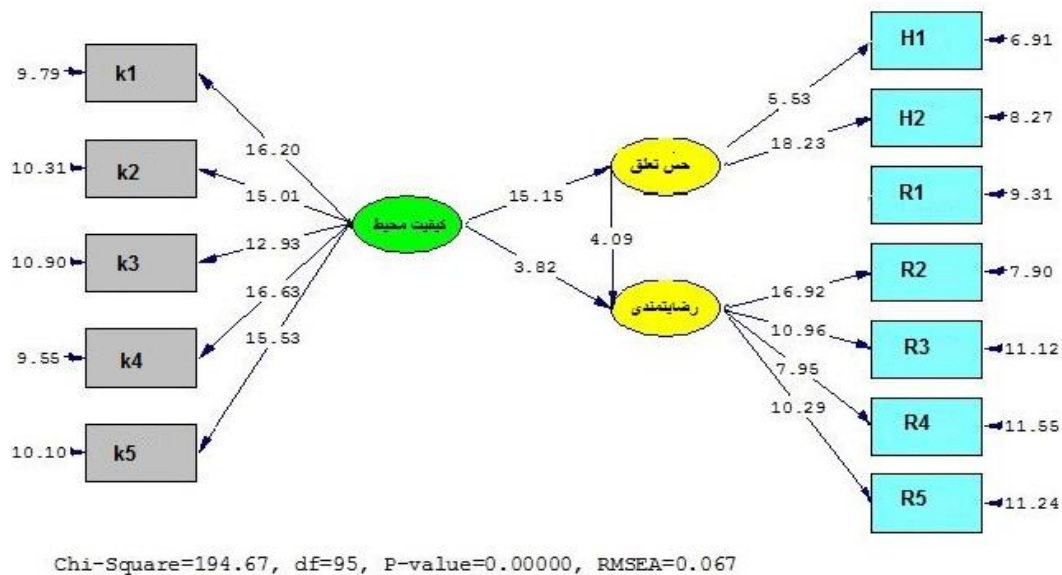 k1
9.79
k2
10.31
k3
10.90
k4
9.55
k5
10.10
16.20
15.01
12.93
16.63
15.53
کیفیت محیط
15.15
3.82
حس تعلق
4.09
رضایتمندی
5.53
18.23
16.92
10.96
7.95
10.29
H1
6.91
H2
8.27
R1
9.31
R2
7.90
R3
11.12
R4
11.55
R5
11.24
Chi-Square=194.67, df=95, P-value=0.00000, RMSEA=0.067